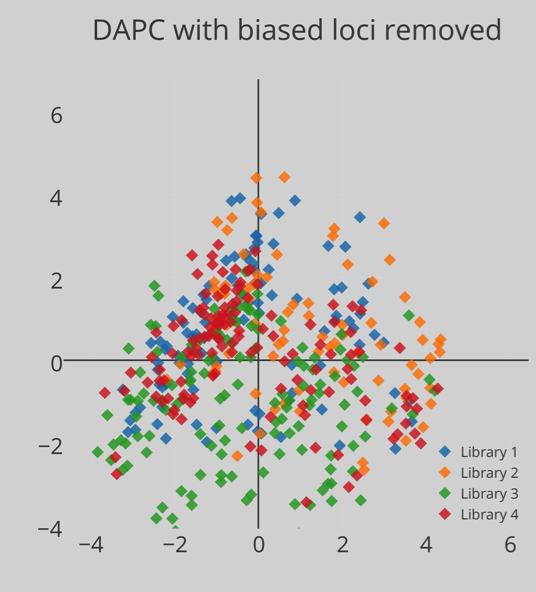 DAPC with biased loci removed
6
4
2
0
−2
−4
−4 −2 0 2 4 6
Library 1
Library 2
Library 3
Library 4